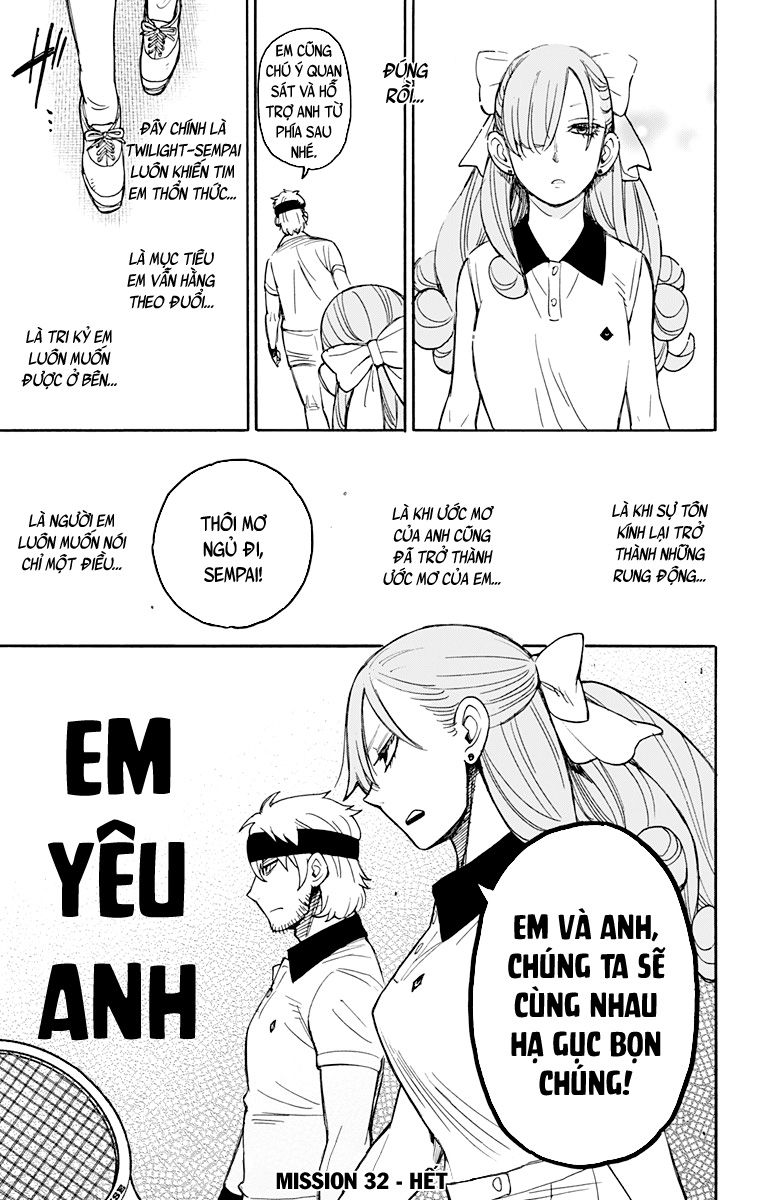 ĐÚNG
RỒI...
EM CŨNG
CHÚ Ý QUAN
SÁT VÀ HỖ
TRỢ ANH TỪ
PHÍA SAU
NHÉ.
ĐÂY CHÍNH LÀ
TWILIGHT-SEMPAI
LUÔN KHIẾN TIM
EM THỔN THỨC...
LÀ MỤC TIÊU
EM VẪN HẰNG
THEO ĐUỔI...
LÀ TRI KỶ EM
LUÔN MUỐN
ĐƯỢC Ở BÊN...
LÀ KHI SỰ TÔN
KÍNH LẠI TRỞ
THÀNH NHỮNG
RUNG ĐỘNG...
LÀ KHI ƯỚC MƠ
CỦA ANH CŨNG
ĐÃ TRỞ THÀNH
ƯỚC MƠ CỦA EM...
THÔI MƠ
NGỦ ĐI,
SEMPAI!
LÀ NGƯỜI EM
LUÔN MUỐN NÓI
CHỈ MỘT ĐIỀU...
EM VÀ ANH,
CHÚNG TA SẼ
CÙNG NHAU
HẠ GỤC BỌN
CHÚNG!
EM
YÊU
ANH
MISSION 32 - HẾT